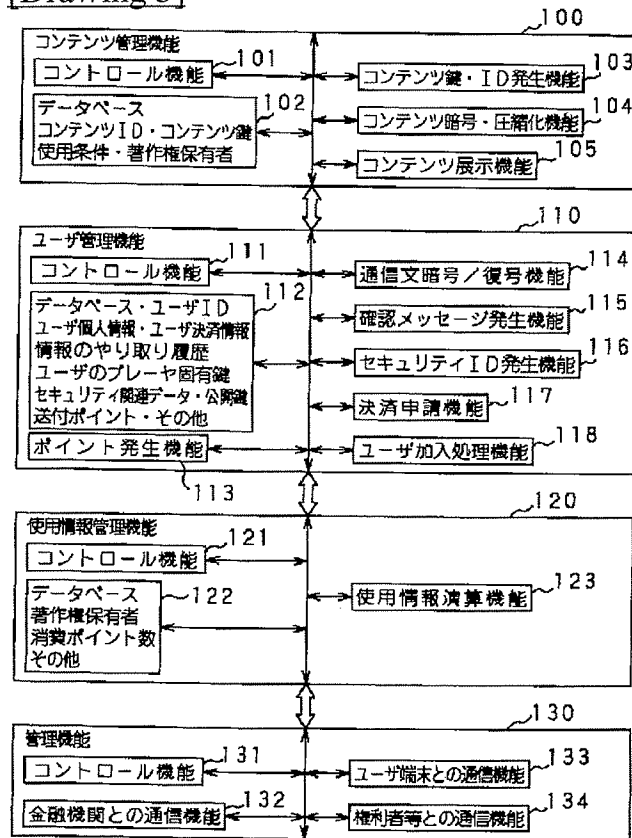 [Drawing 5]
100
コンテンツ管理機能
コントロール機能
101
データベース
コンテンツID・コンテンツ鍵
使用条件・著作権保有者
102
コンテンツ鍵・ID発生機能
103
コンテンツ暗号・圧縮化機能
104
コンテンツ展示機能
105
110
ユーザ管理機能
コントロール機能
111
データベース・ユーザID
ユーザ個人情報・ユーザ決済情報
情報のやり取り履歴
ユーザのプレーヤ固有鍵
セキュリティ関連データ・公開鍵
送付ポイント・その他
112
ポイント発生機能
113
通信文暗号/復号機能
114
確認メッセージ発生機能
115
セキュリティID発生機能
116
決済申請機能
117
ユーザ加入処理機能
118
120
使用情報管理機能
コントロール機能
121
データベース
著作権保有者
消費ポイント数
その他
122
使用情報演算機能
123
130
管理機能
コントロール機能
131
金融機関との通信機能
132
ユーザ端末との通信機能
133
権利者等との通信機能
134